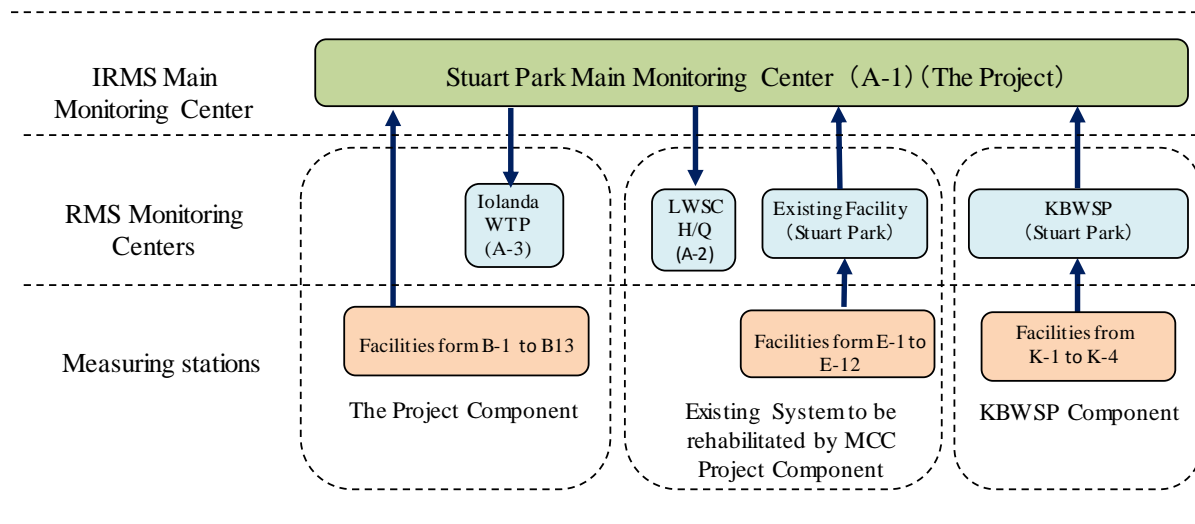 IRMS Main
Monitoring Center
Stuart Park Main Monitoring Center （A-1）(The Project）
RMS Monitoring
Centers
Iolanda
WTP
(A-3)
LWSC
H/Q
(A-2)
Existing Facility
（Stuart Park）
KBWSP
（Stuart Park）
Measuring stations
Facilities form B-1 to B13
Facilities form E-1 to
E-12
Facilities from
K-1 to K-4
The Project Component
Existing System to be
rehabilitated by MCC
Project Component
KBWSP Component